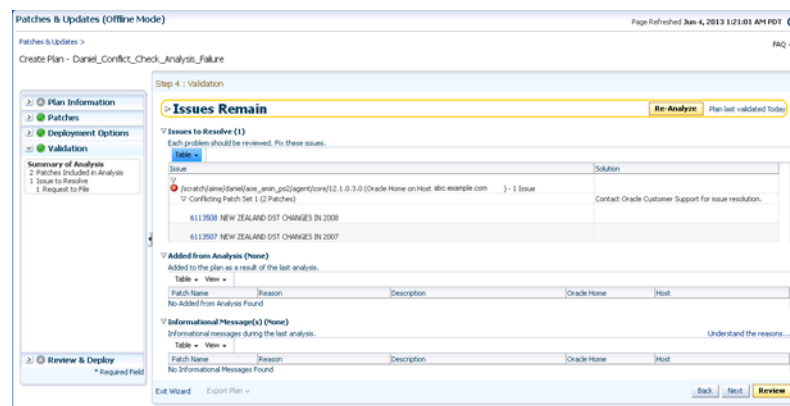 Patches & Updates (Offline Mode)
Page Refreshed Jun 4, 2013 1:21:01 AM PDT
Patches & Updates >
FAQ
Create Plan - Daniel_Conflict_Check_Analysis_Failure
Step 4 : Validation
Plan Information
Patches
Deployment Options
Validation
Summary of Analysis
2 Patches Included in Analysis
1 Issue to Resolve
1 Request to File
Issues Remain
Re-Analyze
Plan last validated Today
Issues to Resolve (1)
Each problem should be reviewed. Fix these issues.
Table
Issue Solution
/scratch/aime/daniel/aoe_amin_ps2/agent/core/12.1.0.3.0 (Oracle Home on Host abc.example.com ) - 1 Issue
Conflicting Patch Set 1 (2 Patches) Contact Oracle Customer Support for issue resolution.
6113508 NEW ZEALAND DST CHANGES IN 2008
6113507 NEW ZEALAND DST CHANGES IN 2007
Added from Analysis (None)
Added to the plan as a result of the last analysis.
Table View
Patch Name Reason Description Oracle Home Host
No Added from Analysis Found
Informational Message(s) (None)
Informational messages during the last analysis.
Understand the reasons...
Table View
Patch Name Reason Description Oracle Home Host
No Informational Messages Found
Review & Deploy
* Required Field
Exit Wizard Export Plan
Back Next Review